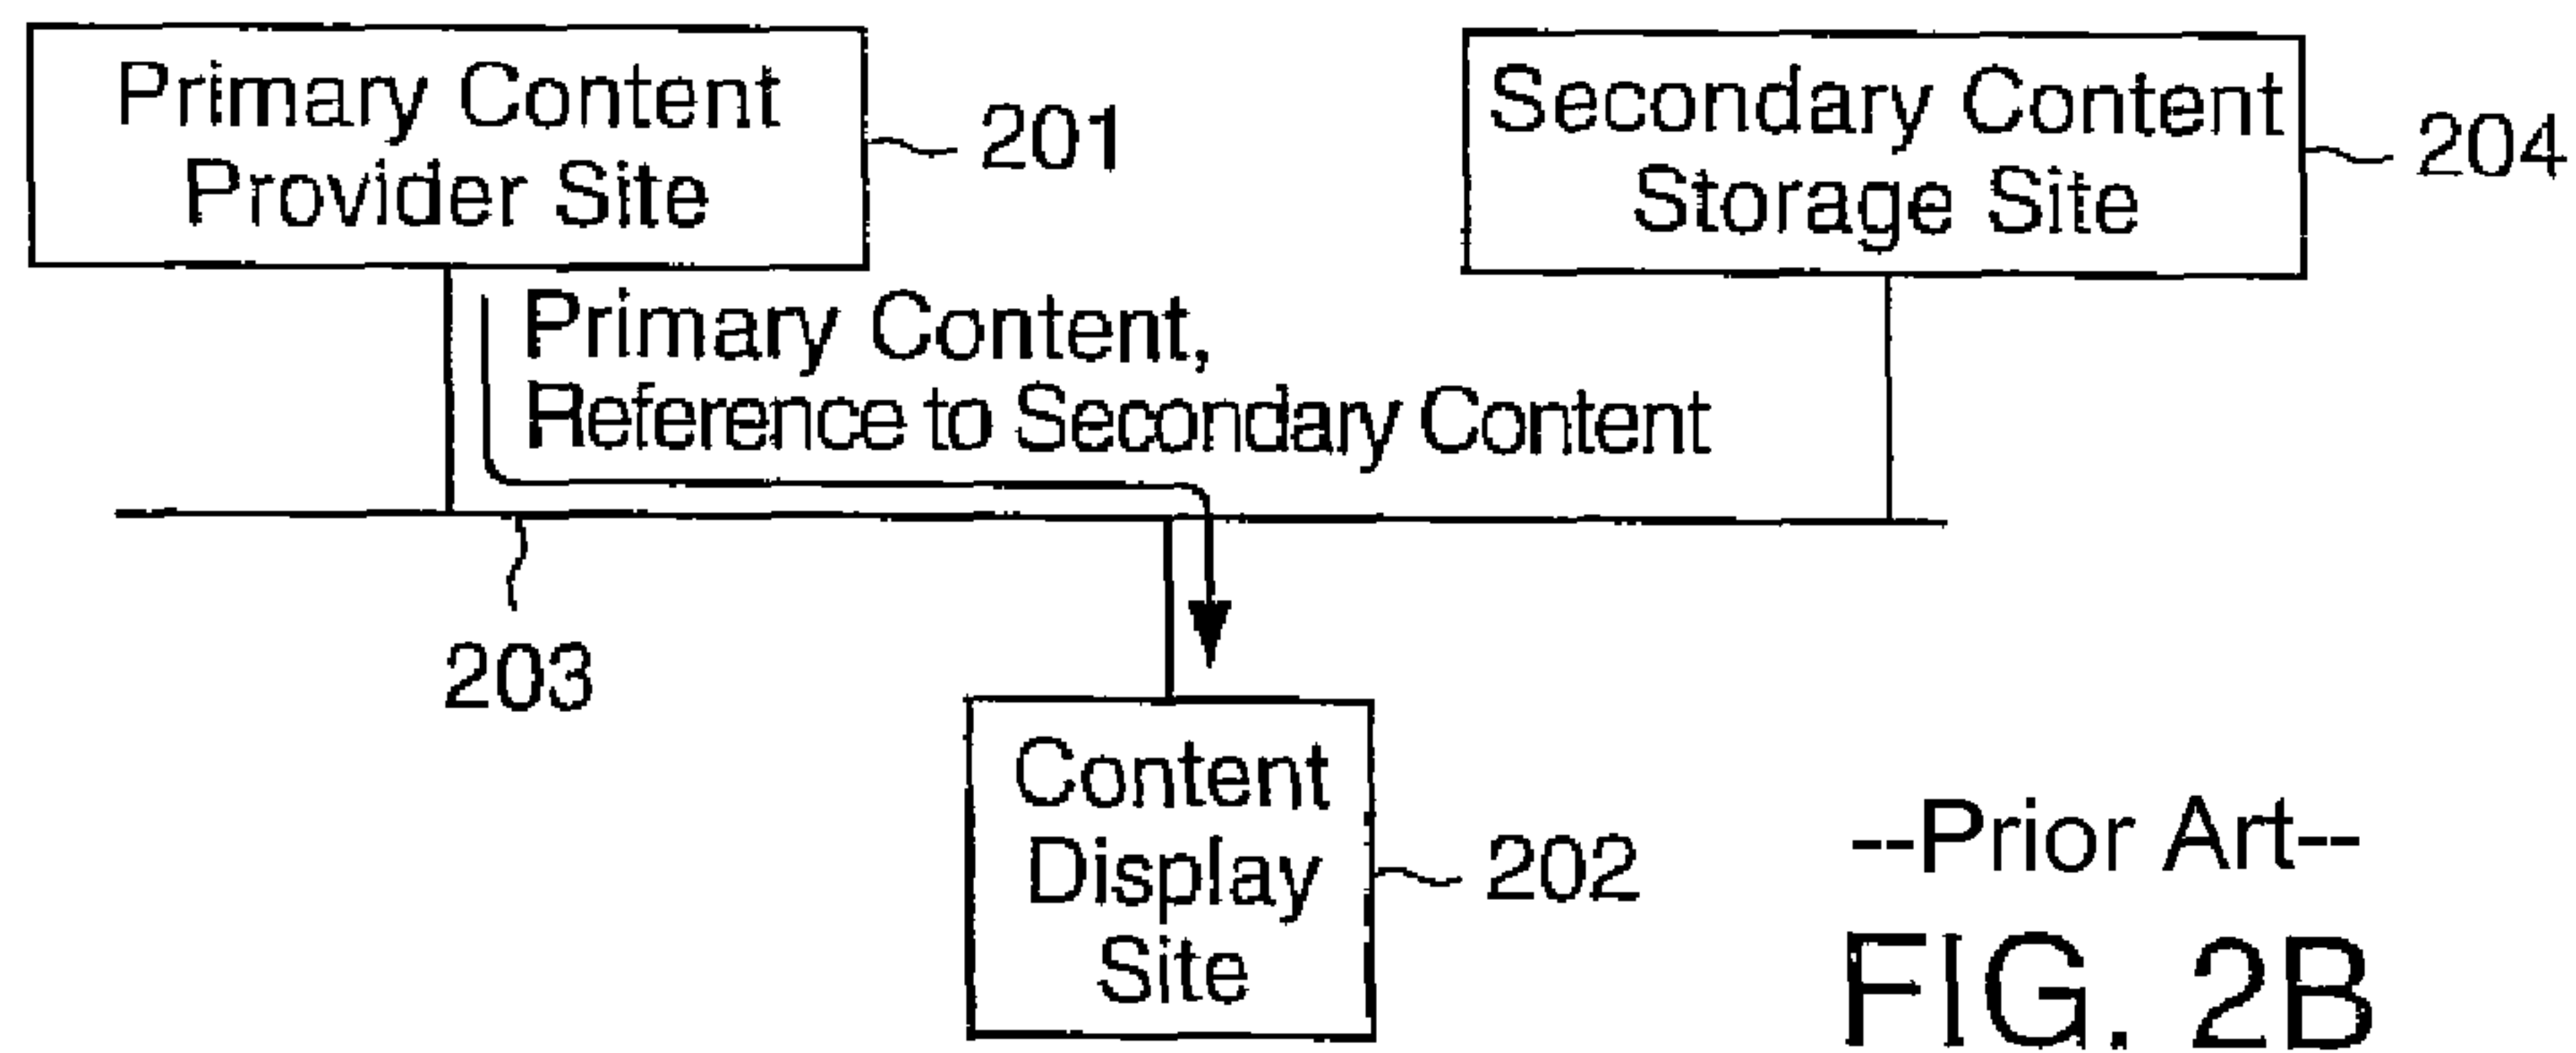 Primary Content
Provider Site
201
Secondary Content
Storage Site
204
Primary Content,
Reference to Secondary Content
203
Content
Display
Site
202
--Prior Art--
FIG. 2B